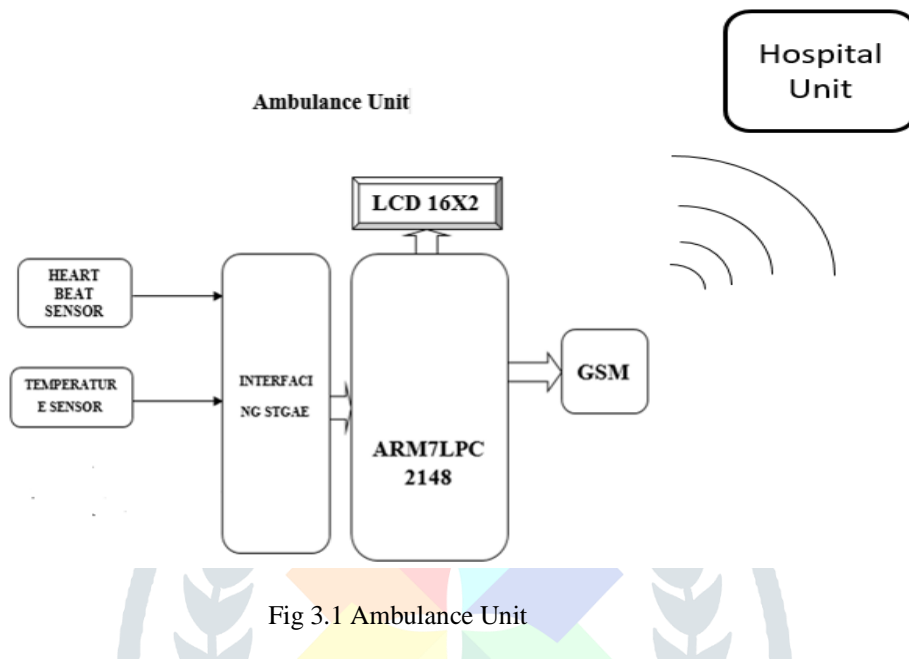 Hospital
Unit
Ambulance Unit
LCD 16X2
HEART
BEAT
SENSOR
TEMPERATUR
E SENSOR
INTERFACI
NG STGAE
ARM7LPC
2148
GSM
Fig 3.1 Ambulance Unit